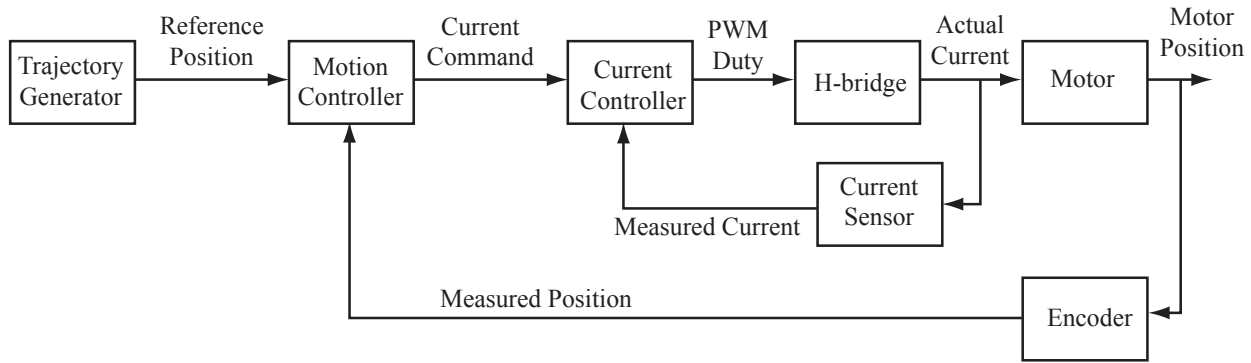 Trajectory
Generator
Reference
Position
Motion
Controller
Current
Command
Current
Controller
PWM
Duty
H-bridge
Actual
Current
Motor
Motor
Position
Current
Sensor
Measured Current
Measured Position
Encoder